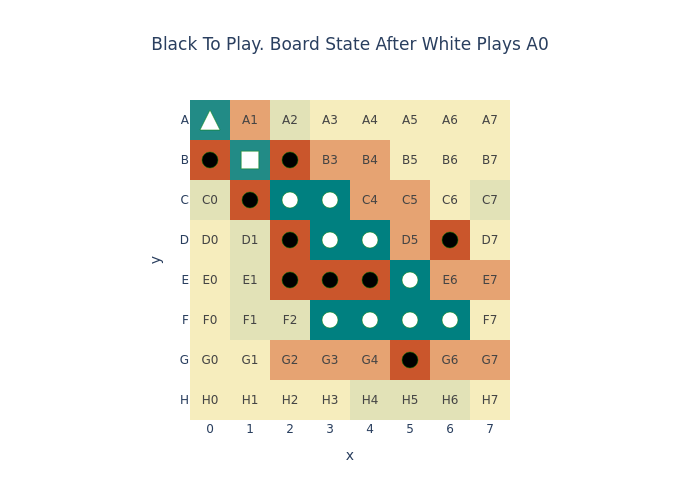 Black To Play. Board State After White Plays A0
A A1 A2 A3 A4 A5 A6 A7
B B3 B4 B5 B6 B7
C C0 C4 C5 C6 C7
D D0 D1 D5 D7
y
E E0 E1 E6 E7
F F0 F1 F2 F7
G G0 G1 G2 G3 G4 G6 G7
H H0 H1 H2 H3 H4 H5 H6 H7
0 1 2 3 4 5 6 7
x